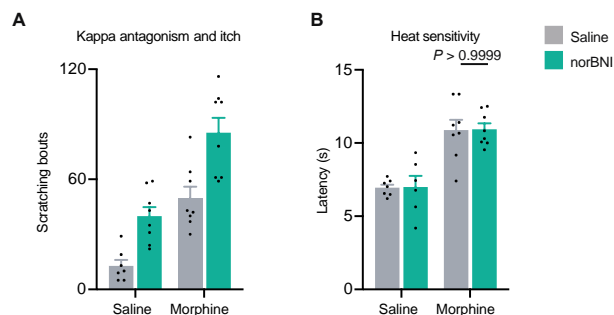 A
Kappa antagonism and itch
120
60
0
Scratching bouts
Saline
Morphine
B
Heat sensitivity
P > 0.9999
15
10
5
0
Latency (s)
Saline
Morphine
Saline
norBNI